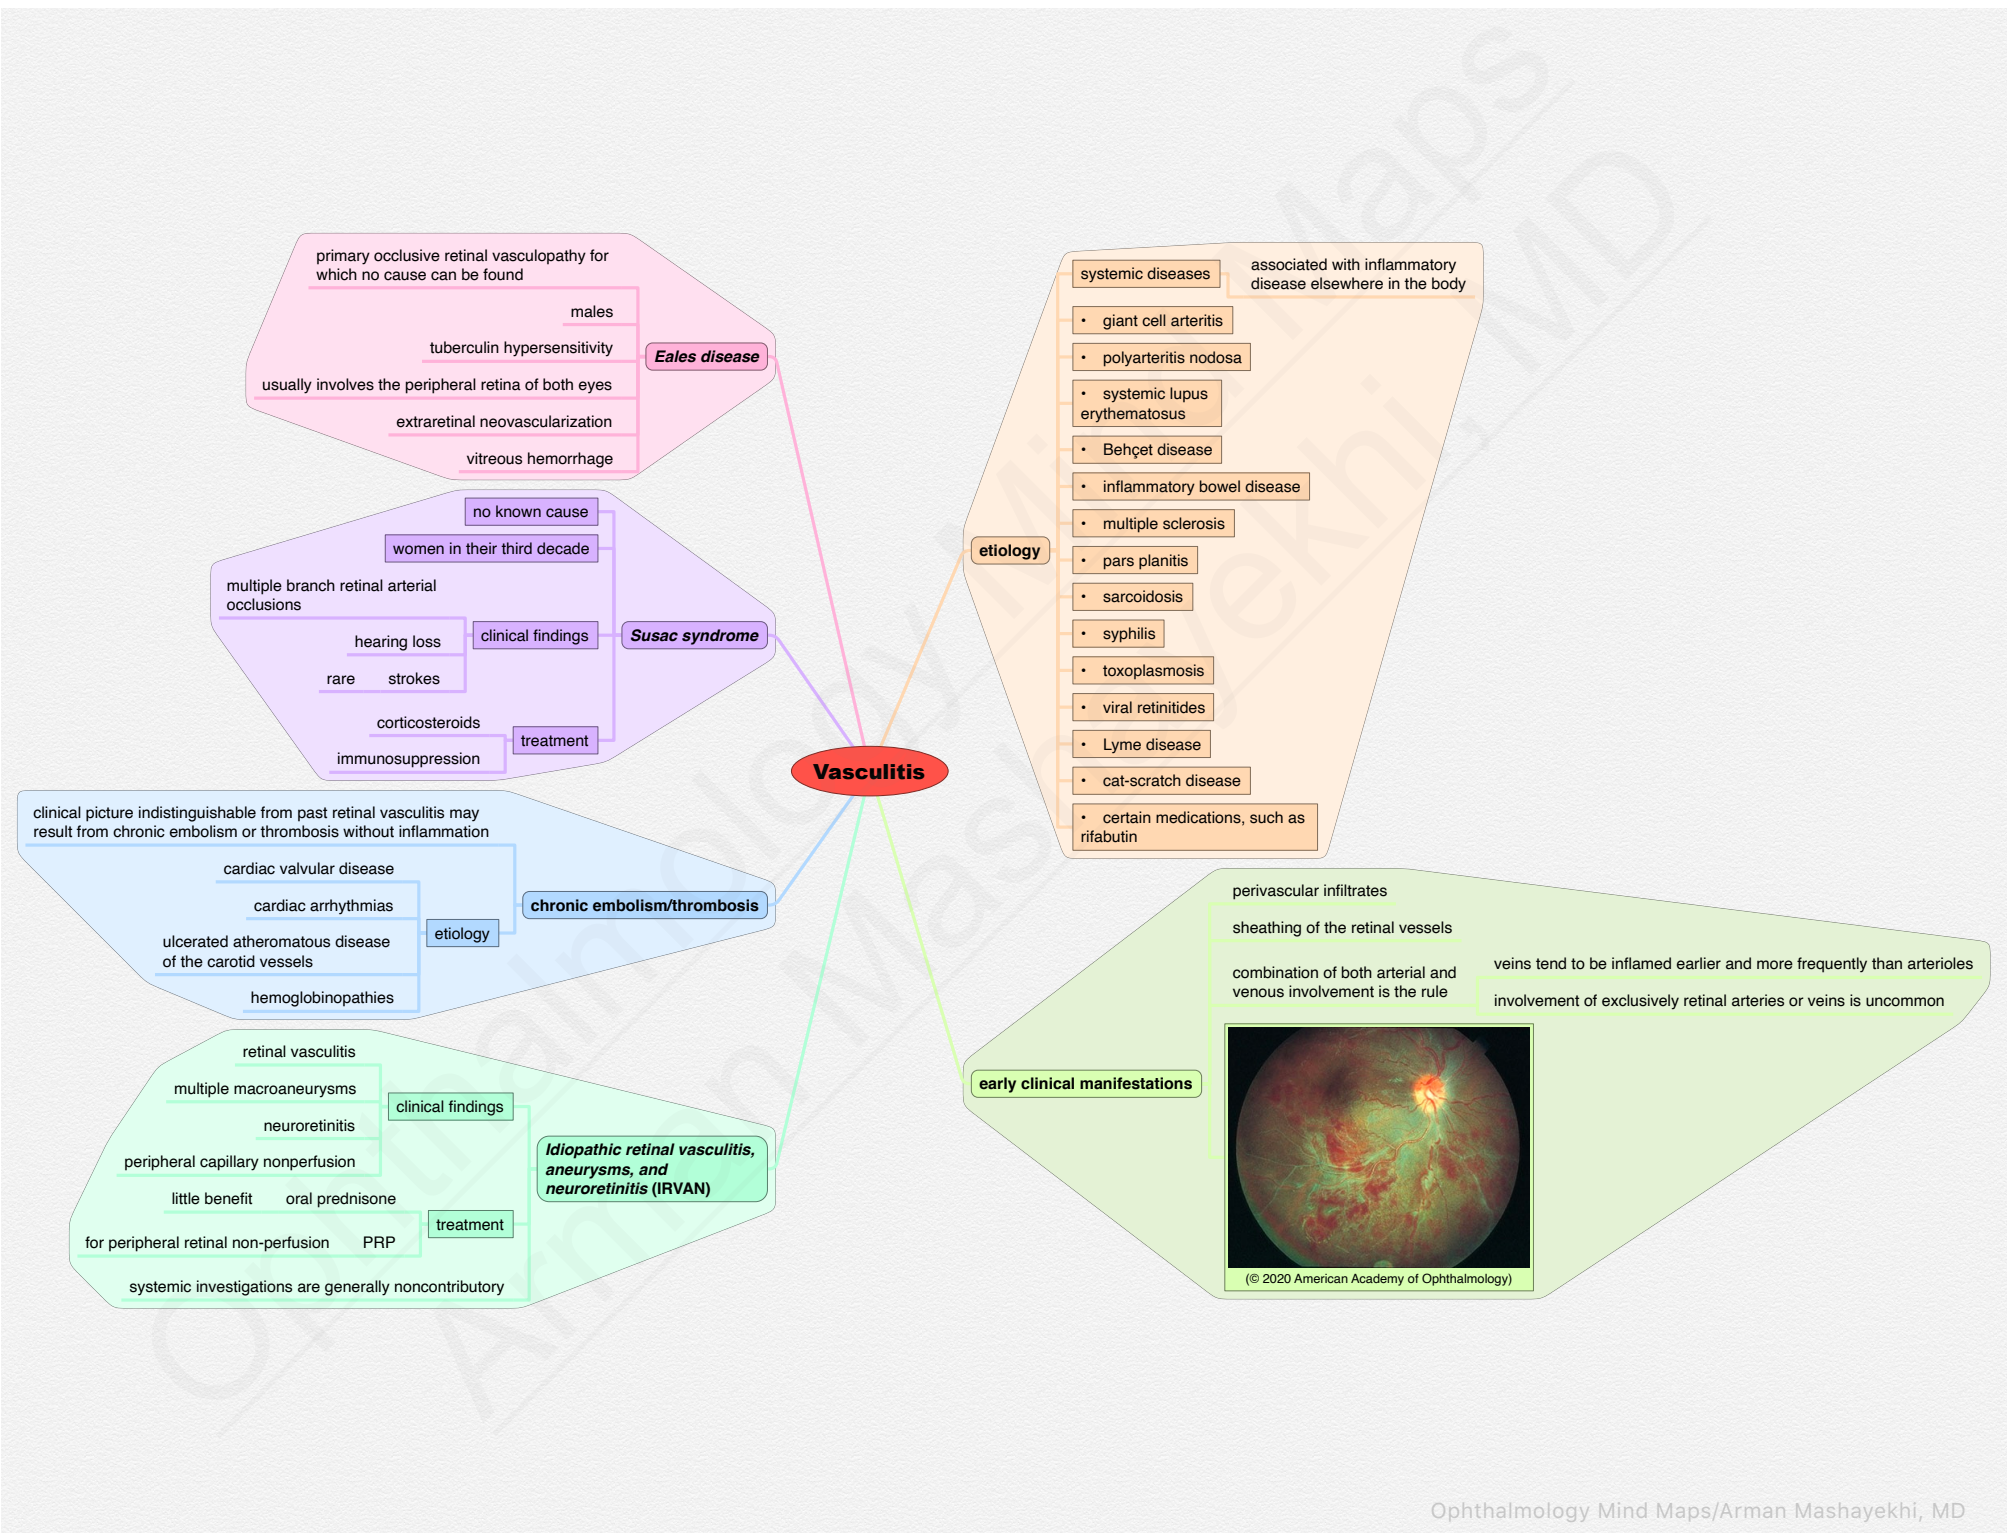 Vasculitis
etiology
systemic diseases
associated with inflammatory
disease elsewhere in the body
• giant cell arteritis
• polyarteritis nodosa
• systemic lupus
erythematosus
• Behçet disease
• inflammatory bowel disease
• multiple sclerosis
• pars planitis
• sarcoidosis
• syphilis
• toxoplasmosis
• viral retinitides
• Lyme disease
• cat-scratch disease
• certain medications, such as
rifabutin
early clinical manifestations
perivascular infiltrates
sheathing of the retinal vessels
combination of both arterial and
venous involvement is the rule
veins tend to be inflamed earlier and more frequently than arterioles
involvement of exclusively retinal arteries or veins is uncommon
(© 2020 American Academy of Ophthalmology)
Eales disease
primary occlusive retinal vasculopathy for
which no cause can be found
males
tuberculin hypersensitivity
usually involves the peripheral retina of both eyes
extraretinal neovascularization
vitreous hemorrhage
Susac syndrome
no known cause
women in their third decade
clinical findings
multiple branch retinal arterial
occlusions
hearing loss
rare strokes
treatment
corticosteroids
immunosuppression
chronic embolism/thrombosis
clinical picture indistinguishable from past retinal vasculitis may
result from chronic embolism or thrombosis without inflammation
etiology
cardiac valvular disease
cardiac arrhythmias
ulcerated atheromatous disease
of the carotid vessels
hemoglobinopathies
Idiopathic retinal vasculitis,
aneurysms, and
neuroretinitis (IRVAN)
clinical findings
retinal vasculitis
multiple macroaneurysms
neuroretinitis
peripheral capillary nonperfusion
treatment
little benefit oral prednisone
for peripheral retinal non-perfusion PRP
systemic investigations are generally noncontributory
Ophthalmology Mind Maps
Arman Mashayekhi, MD
Ophthalmology Mind Maps/Arman Mashayekhi, MD